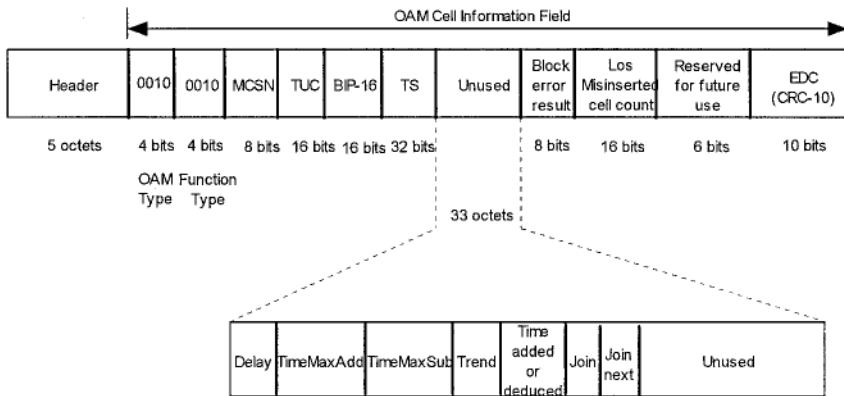 OAM Cell Information Field
Header
0010
0010
MCSN
TUC
BIP-16
TS
Unused
Block
error
result
Los
Misinserted
cell count
Reserved
for future
use
EDC
(CRC-10)
5 octets
4 bits
4 bits
8 bits
16 bits
16 bits
32 bits
8 bits
16 bits
6 bits
10 bits
OAM Function
Type Type
33 octets
Delay
TimeMaxAdd
TimeMaxSub
Trend
Time
added
or
deduced
Join
Join
next
Unused